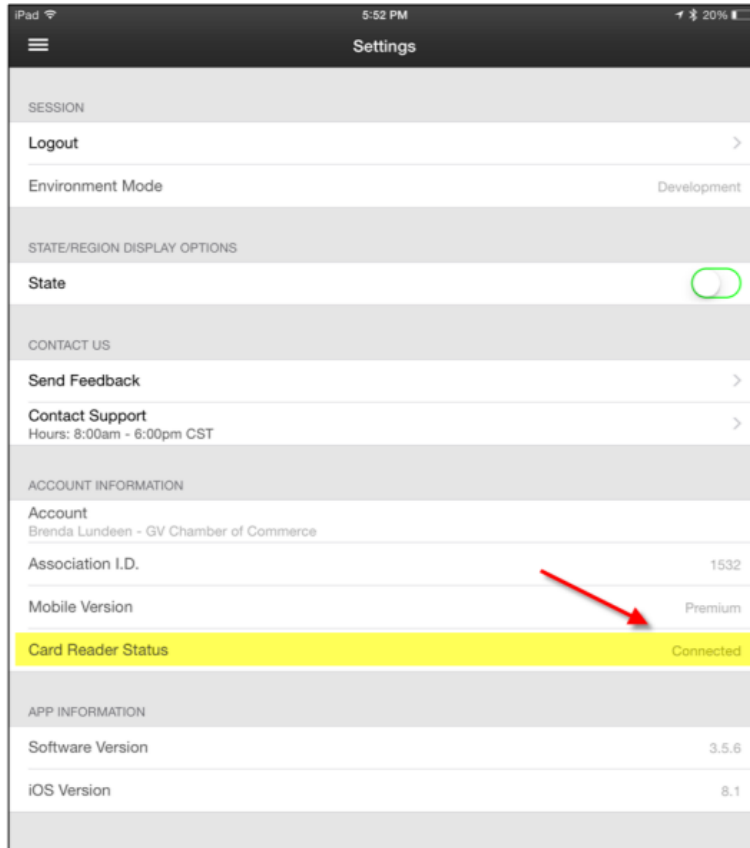 iPad 5:52 PM 20%
Settings
SESSION
Logout
Environment Mode Development
STATE/REGION DISPLAY OPTIONS
State
CONTACT US
Send Feedback
Contact Support
Hours: 8:00am - 6:00pm CST
ACCOUNT INFORMATION
Account
Brenda Lundeen - GV Chamber of Commerce
Association I.D. 1532
Mobile Version Premium
Card Reader Status Connected
APP INFORMATION
Software Version 3.5.6
iOS Version 8.1